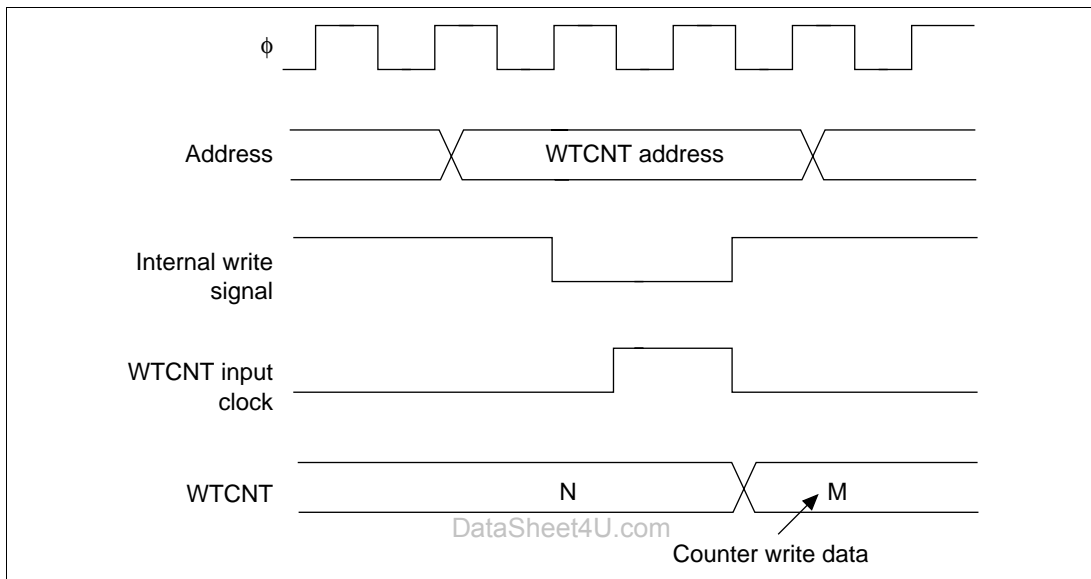 ϕ
Address
WTCNT address
Internal write
signal
WTCNT input
clock
WTCNT
N
M
DataSheet4U.com
Counter write data